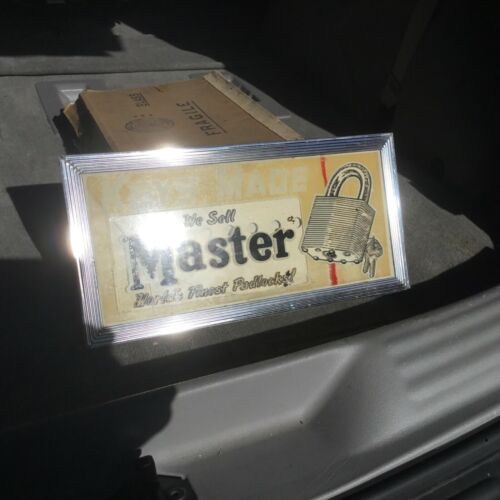 FRAGILE
KEYS MADE
We Sell
Master
World's Finest Padlocks!